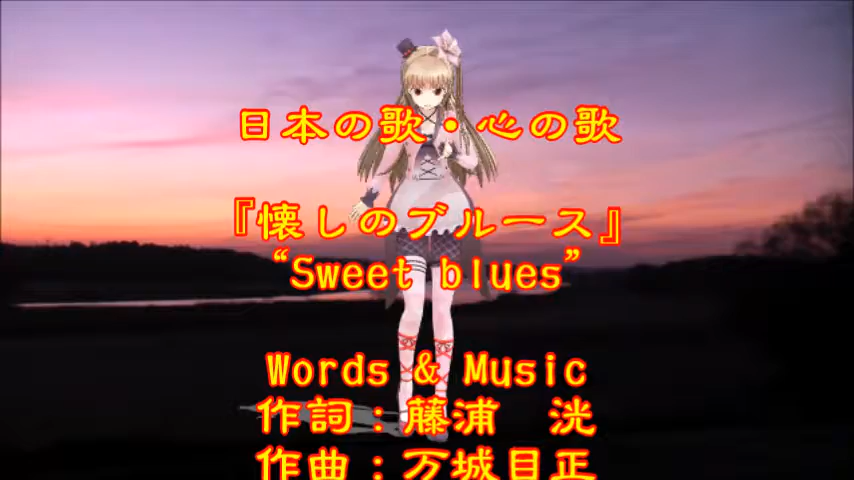 日本の歌・心の歌
『懐しのブルース』
“Sweet blues”
Words & Music
作詞：藤浦　洸
作曲：万城目正